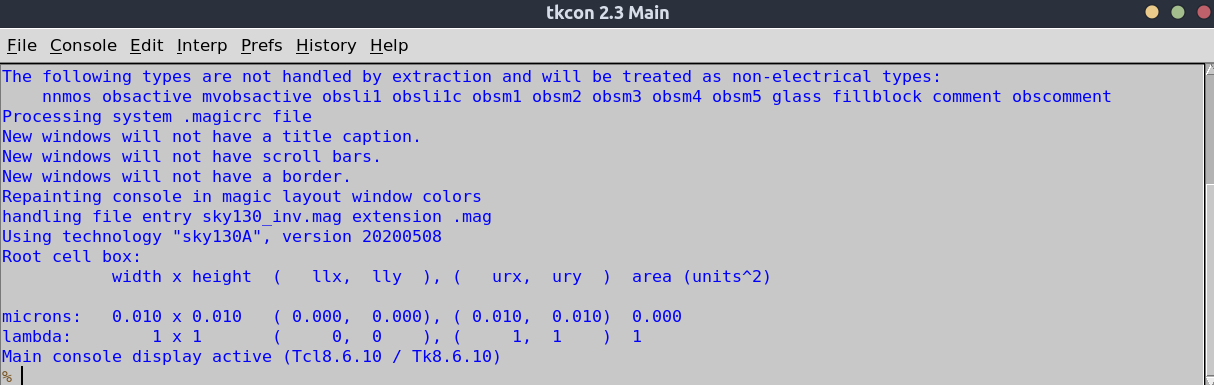 tkcon 2.3 Main
File Console Edit Interp Prefs History Help
The following types are not handled by extraction and will be treated as non-electrical types:
    nnmos obsactive mvobsactive obsli1 obsli1c obsm1 obsm2 obsm3 obsm4 obsm5 glass fillblock comment obscomment
Processing system .magicrc file
New windows will not have a title caption.
New windows will not have scroll bars.
New windows will not have a border.
Repainting console in magic layout window colors
handling file entry sky130_inv.mag extension .mag
Using technology "sky130A", version 20200508
Root cell box:
           width x height  (   llx,  lly  ), (   urx,  ury  )  area (units^2)
microns:   0.010 x 0.010   ( 0.000,  0.000), ( 0.010,  0.010)  0.000
lambda:        1 x 1       (     0,  0    ), (     1,  1    )  1
Main console display active (Tcl8.6.10 / Tk8.6.10)
%